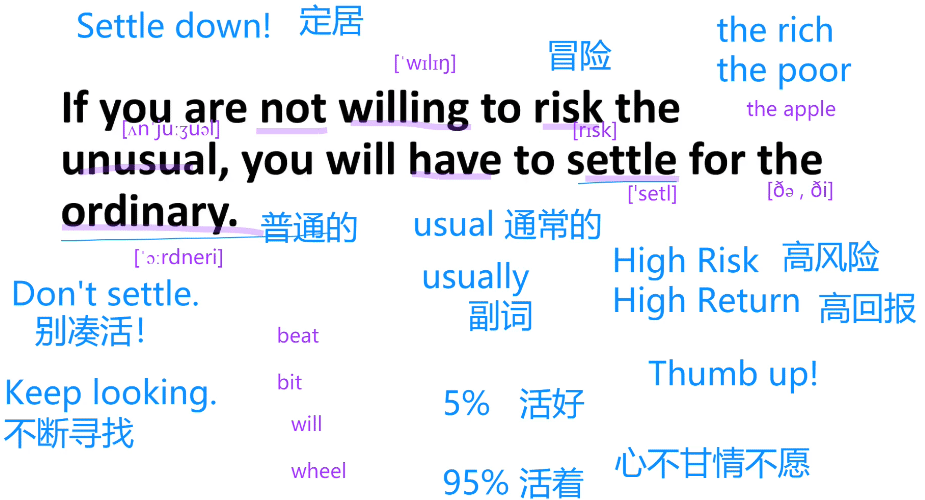 Settle down! 定居
the rich
the poor
冒险
[ˈwɪlɪŋ]
the apple
If you are not willing to risk the
[ʌnˈjuːʒuəl]
[rɪsk]
unusual, you will have to settle for the
[ˈsetl]
[ðə , ði]
ordinary.
普通的
usual 通常的
[ˈɔːrdneri]
High Risk 高风险
usually
副词
Don't settle.
别凑活!
High Return 高回报
beat
Thumb up!
bit
Keep looking.
不断寻找
5% 活好
will
心不甘情不愿
wheel
95% 活着